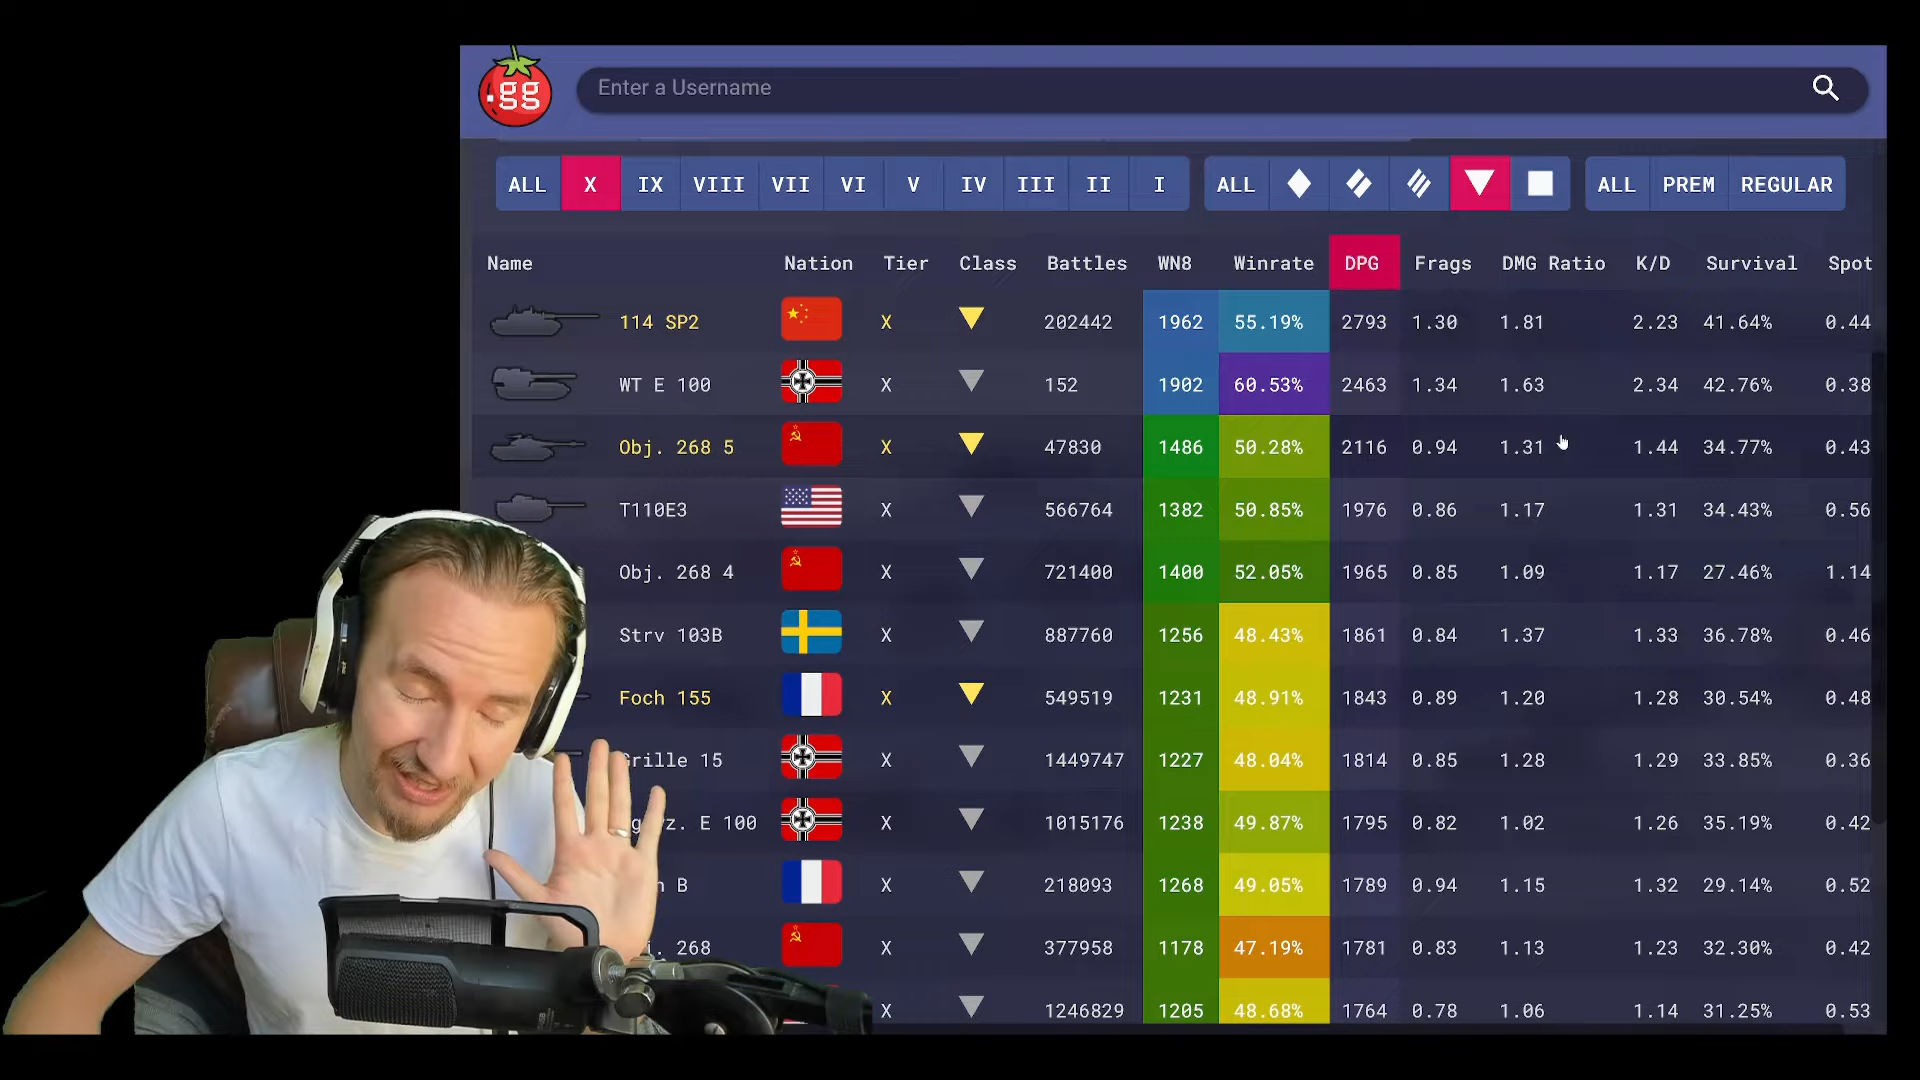 .gg
Enter a Username
ALL X IX VIII VII VI V IV III II I ALL ALL PREM REGULAR
Name Nation Tier Class Battles WN8 Winrate DPG Frags DMG Ratio K/D Survival Spot
114 SP2 X 202442 1962 55.19% 2793 1.30 1.81 2.23 41.64% 0.44
WT E 100 X 152 1902 60.53% 2463 1.34 1.63 2.34 42.76% 0.38
Obj. 268 5 X 47830 1486 50.28% 2116 0.94 1.31 1.44 34.77% 0.43
T110E3 X 566764 1382 50.85% 1976 0.86 1.17 1.31 34.43% 0.56
Obj. 268 4 X 721400 1400 52.05% 1965 0.85 1.09 1.17 27.46% 1.14
Strv 103B X 887760 1256 48.43% 1861 0.84 1.37 1.33 36.78% 0.46
Foch 155 X 549519 1231 48.91% 1843 0.89 1.20 1.28 30.54% 0.48
Grille 15 X 1449747 1227 48.04% 1814 0.85 1.28 1.29 33.85% 0.36
E 100 X 1015176 1238 49.87% 1795 0.82 1.02 1.26 35.19% 0.42
B X 218093 1268 49.05% 1789 0.94 1.15 1.32 29.14% 0.52
268 X 377958 1178 47.19% 1781 0.83 1.13 1.23 32.30% 0.42
X 1246829 1205 48.68% 1764 0.78 1.06 1.14 31.25% 0.53